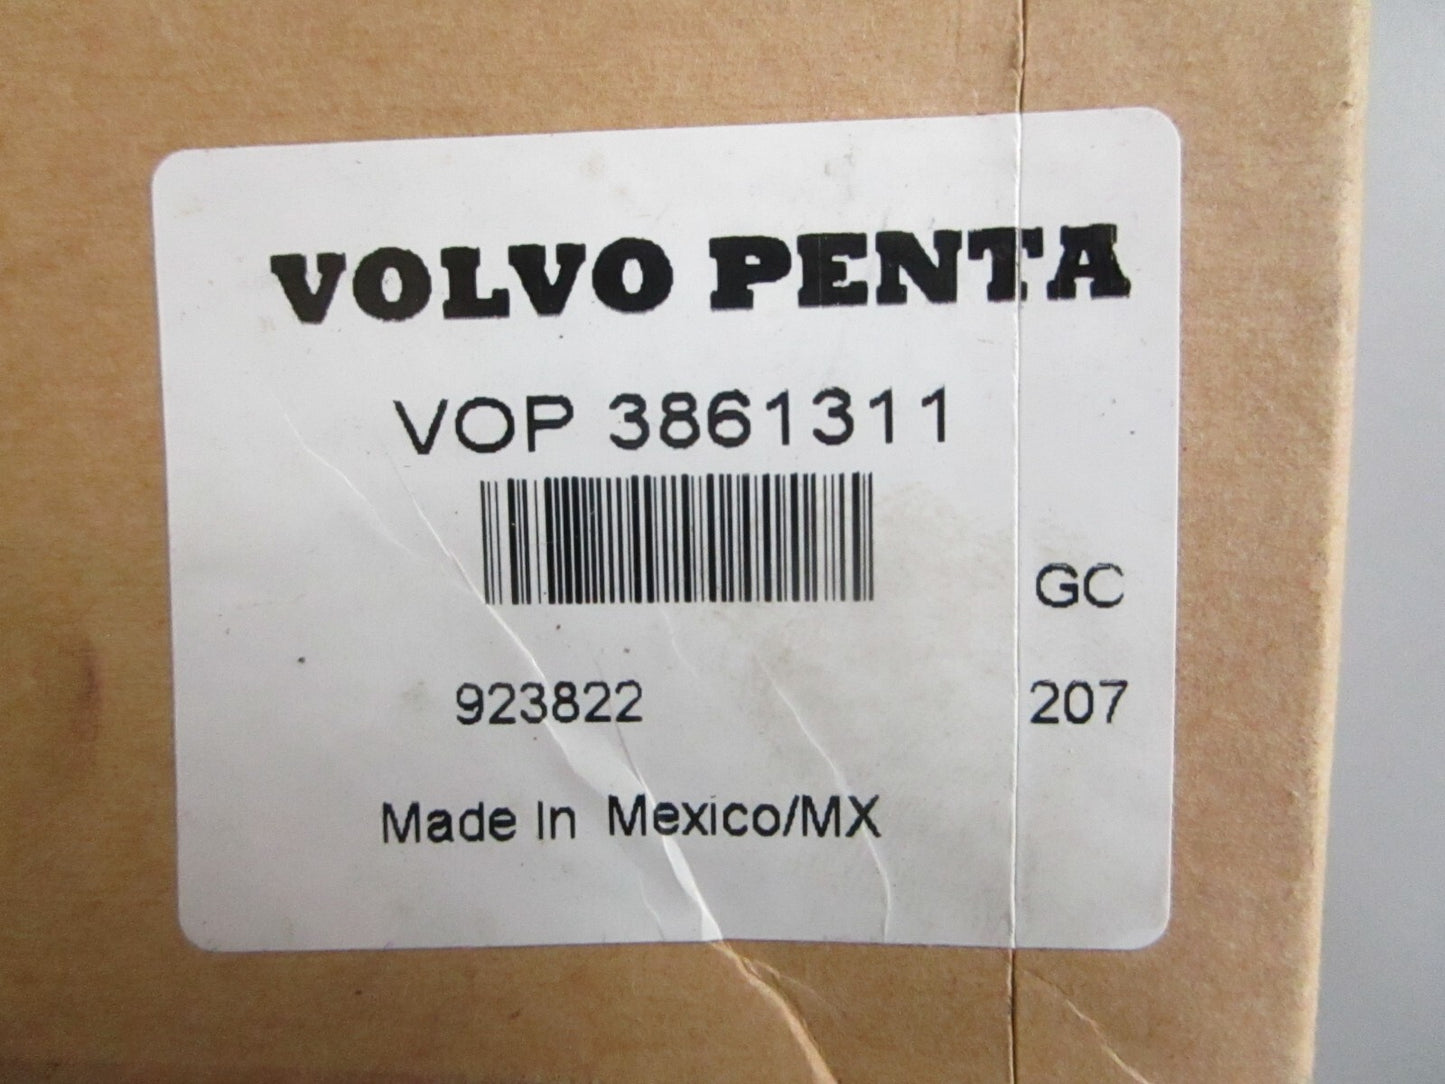 VOLVO PENTA
VOP 3861311
GC
923822 207
Made In Mexico/MX